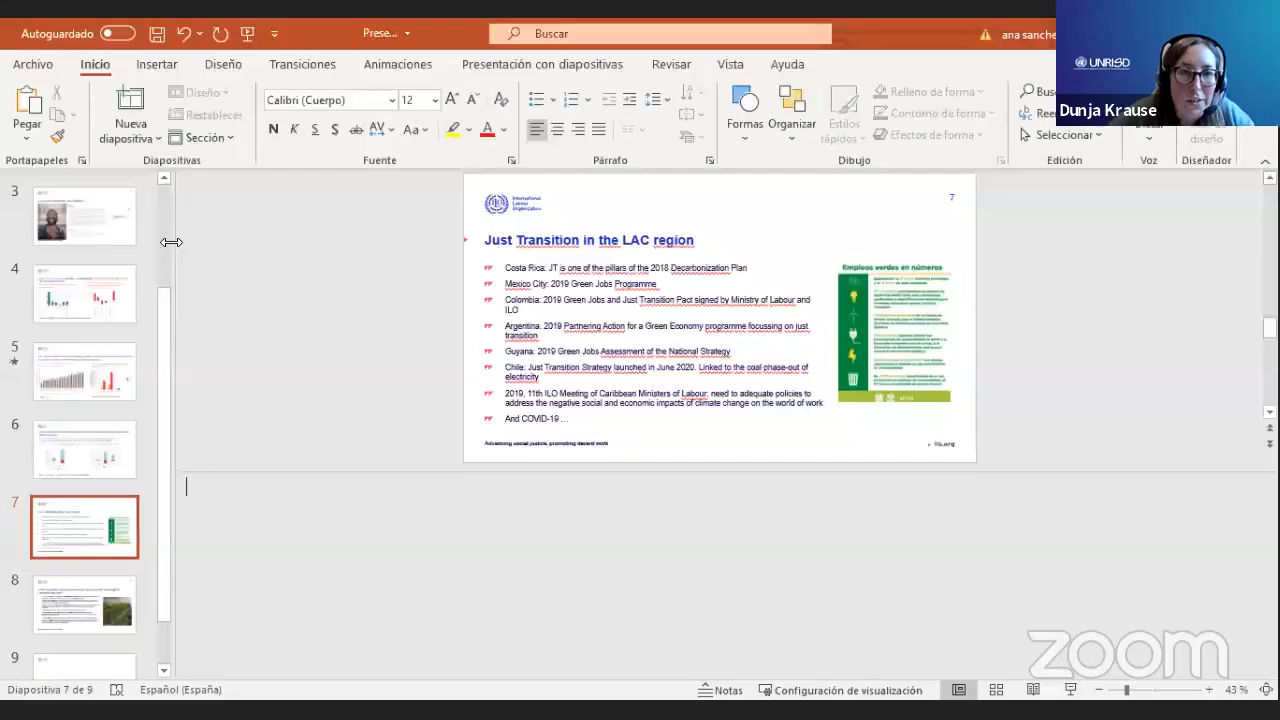 Autoguardado
Prese...
Buscar
ana sanche
UNRISD
Dunja Krause
Archivo
Inicio
Insertar
Diseño
Transiciones
Animaciones
Presentación con diapositivas
Revisar
Vista
Ayuda
Pegar
Nueva
diapositiva
Diseño
Restablecer
Sección
Calibri (Cuerpo)
12
N
K
S
S
ab
AV
Aa
A
Formas
Organizar
Estilos
rápidos
Relleno de forma
Contorno de forma
Efectos de forma
Seleccionar
diseño
Portapapeles
Diapositivas
Fuente
Párrafo
Dibujo
Edición
Voz
Diseñador
3
4
5
6
7
8
9
International
Labour
Organization
7
Just Transition in the LAC region
Costa Rica: JT is one of the pillars of the 2018 Decarbonization Plan
Mexico City: 2019 Green Jobs Programme
Colombia: 2019 Green Jobs and Just Transition Pact signed by Ministry of Labour and
ILO
Argentina: 2019 Partnering Action for a Green Economy programme focussing on just
transition
Guyana: 2019 Green Jobs Assessment of the National Strategy
Chile: Just Transition Strategy launched in June 2020. Linked to the coal phase-out of
electricity
2019, 11th ILO Meeting of Caribbean Ministers of Labour: need to adequate policies to
address the negative social and economic impacts of climate change on the world of work
And COVID-19 ...
Empleos verdes en números
Advancing social justice, promoting decent work
ilo.org
zoom
Diapositiva 7 de 9
Español (España)
Notas
Configuración de visualización
43 %